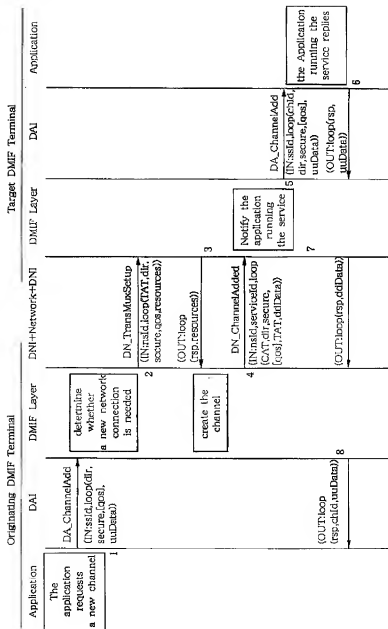 Originating DMIF Terminal
Target DMIF Terminal
Application
DAI
DMIF Layer
DNI+Network+DNI
DMIF Layer
DAI
Application
The
application
requests
a new channel
1
DA_ChannelAdd
(IN:ssId,loop(dir,
secure,[qos],
uuData))
determine
whether
a new network
connection
is needed
2
DN_TransMuxSetup
(IN:nsId,loop(TAT,dir,
secure,qos,resources))
(OUT:loop
(rsp,resources))
3
create the
channel
4
DN_ChannelAdded
(IN:nsId,serviceId,loop
(CAT,dir,secure,
[qos],TAT,ddData))
Notify the
application
running
the service
5
DA_ChannelAdd
(IN:ssId,loop(chId,
dir,secure,[qos],
uuData))
the Application
running the
service replies
6
(OUT:loop(rsp,
uuData))
7
(OUT:loop(rsp,ddData))
8
(OUT:loop
(rsp,chId,uuData))